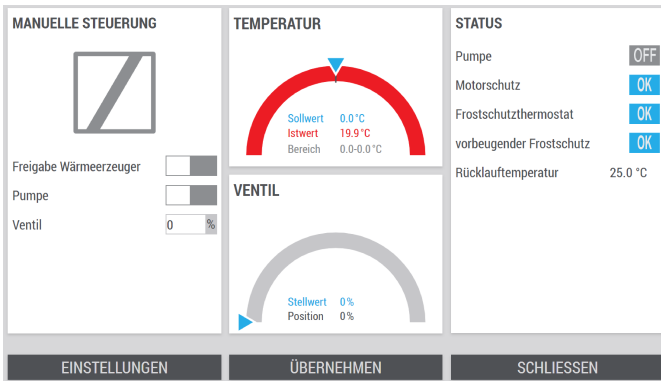 MANUELLE STEUERUNG
Freigabe Wärmeerzeuger
Pumpe
Ventil 0 %
TEMPERATUR
Sollwert 0.0°C
Istwert 19.9°C
Bereich 0.0-0.0°C
VENTIL
Stellwert 0%
Position 0%
STATUS
Pumpe OFF
Motorschutz OK
Frostschutzthermostat OK
vorbeugender Frostschutz OK
Rücklauftemperatur 25.0 °C
EINSTELLUNGEN
ÜBERNEHMEN
SCHLIESSEN